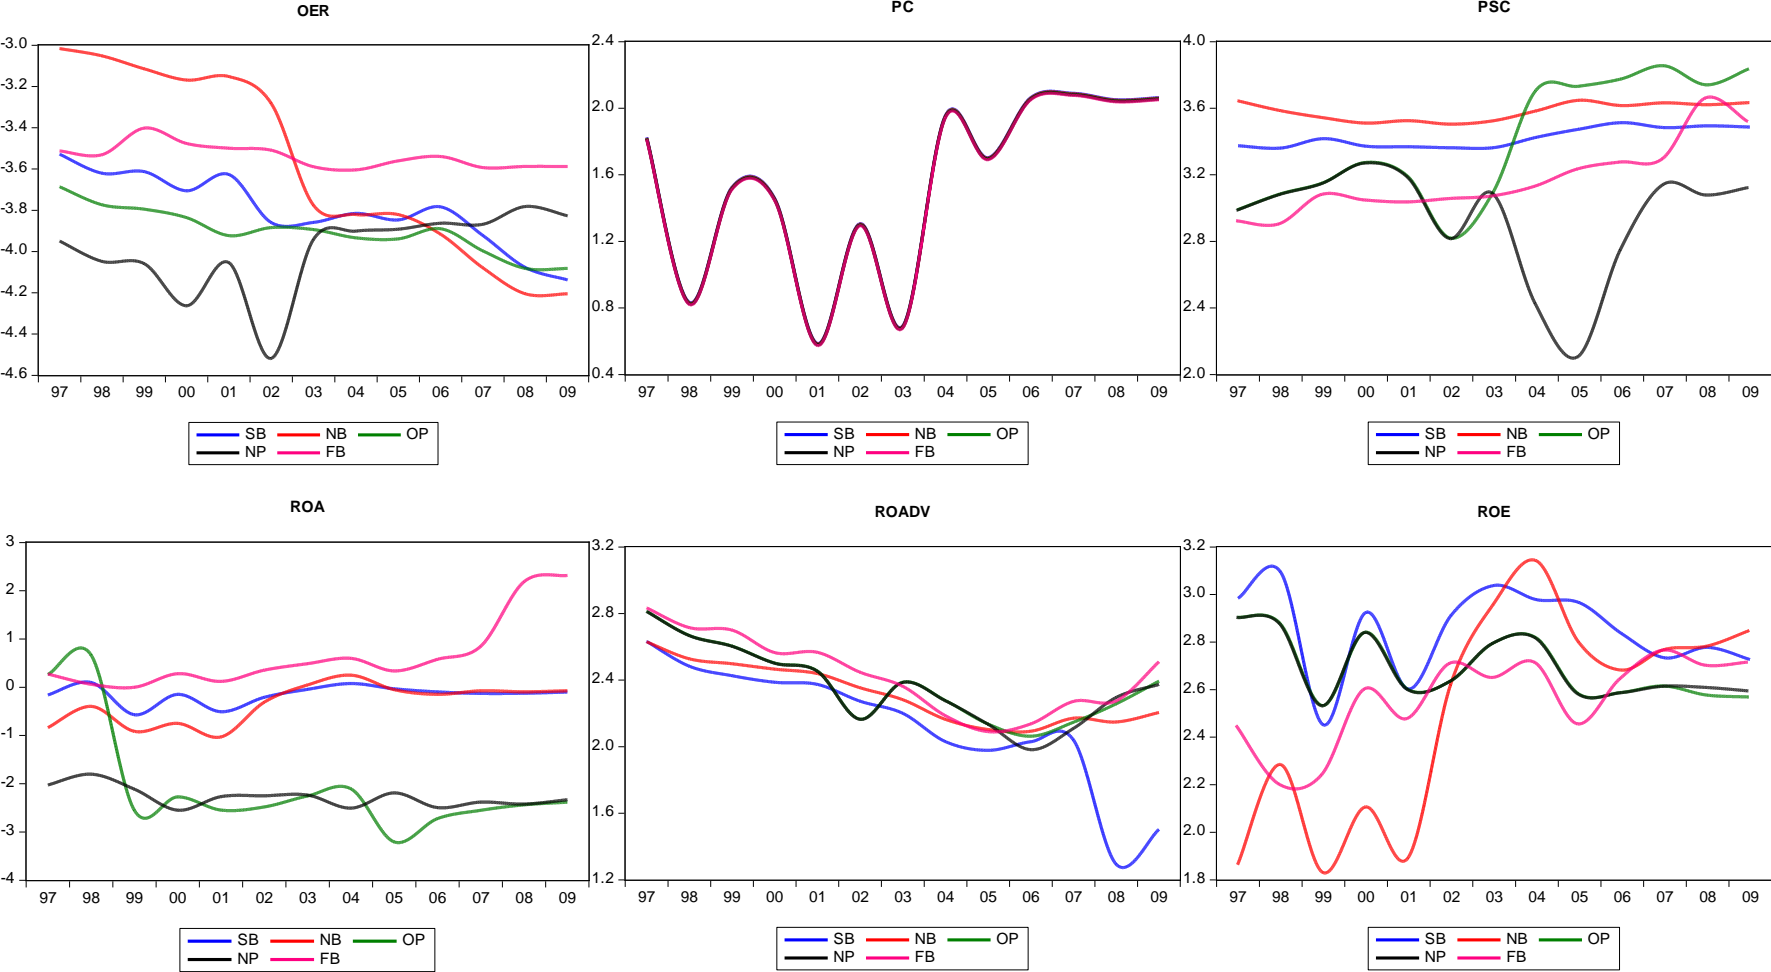 OER
-3.0
-3.2
-3.4
-3.6
-3.8
-4.0
-4.2
-4.4
-4.6
97 98 99 00 01 02 03 04 05 06 07 08 09
SB NB OP
NP FB
PC
2.4
2.0
1.6
1.2
0.8
0.4
97 98 99 00 01 02 03 04 05 06 07 08 09
SB NB OP
NP FB
PSC
4.0
3.6
3.2
2.8
2.4
2.0
97 98 99 00 01 02 03 04 05 06 07 08 09
SB NB OP
NP FB
ROA
3
2
1
0
-1
-2
-3
-4
97 98 99 00 01 02 03 04 05 06 07 08 09
SB NB OP
NP FB
ROADV
3.2
2.8
2.4
2.0
1.6
1.2
97 98 99 00 01 02 03 04 05 06 07 08 09
SB NB OP
NP FB
ROE
3.2
3.0
2.8
2.6
2.4
2.2
2.0
1.8
97 98 99 00 01 02 03 04 05 06 07 08 09
SB NB OP
NP FB